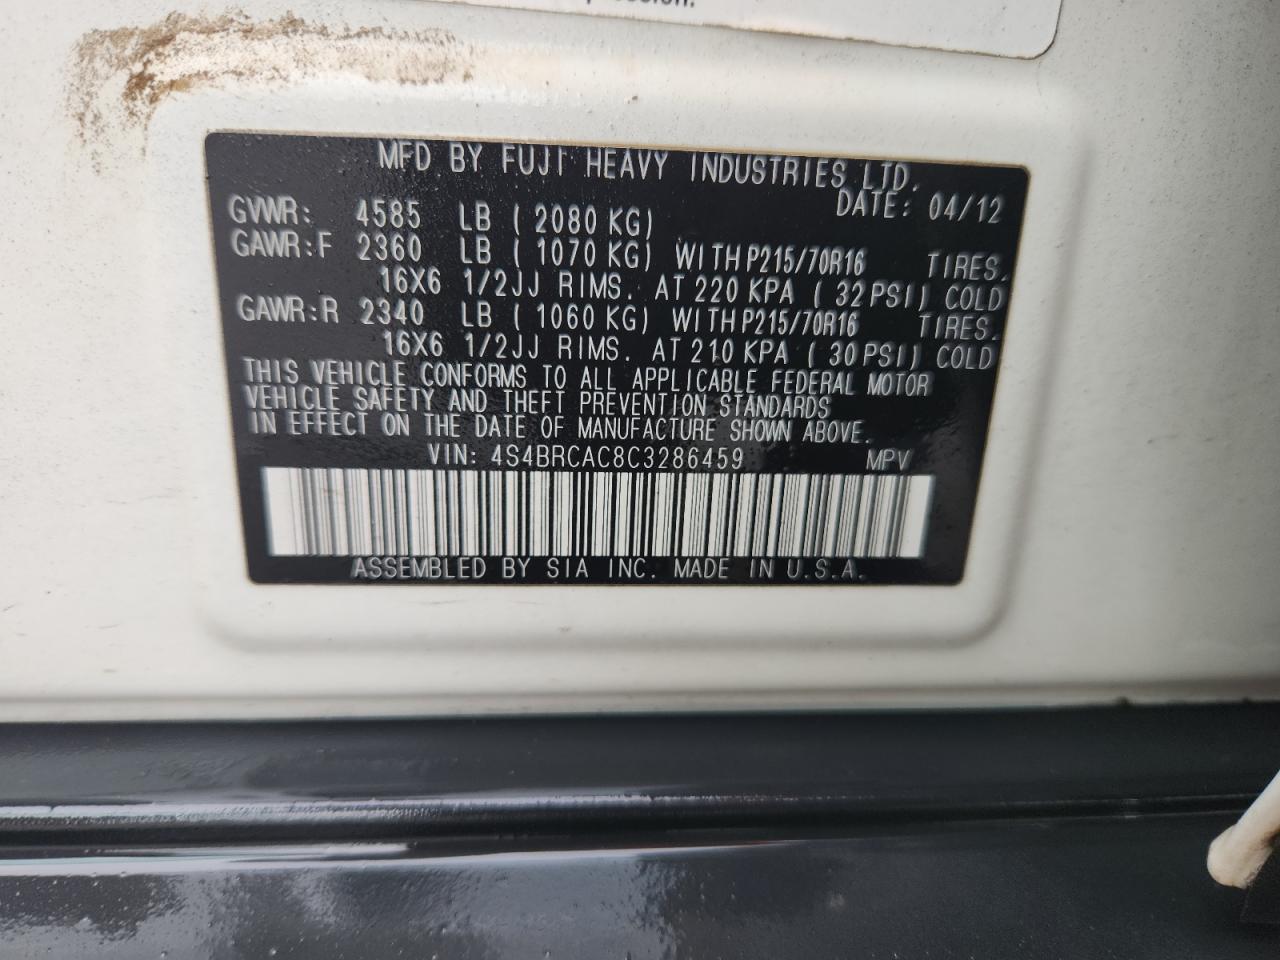 MFD BY FUJI HEAVY INDUSTRIES LTD.
DATE: 04/12
GVWR: 4585 LB ( 2080 KG)
GAWR:F 2360 LB ( 1070 KG) WITH P215/70R16 TIRES.
16X6 1/2JJ RIMS. AT 220 KPA ( 32 PSI) COLD
GAWR:R 2340 LB ( 1060 KG) WITH P215/70R16 TIRES.
16X6 1/2JJ RIMS. AT 210 KPA ( 30 PSI) COLD
THIS VEHICLE CONFORMS TO ALL APPLICABLE FEDERAL MOTOR
VEHICLE SAFETY AND THEFT PREVENTION STANDARDS
IN EFFECT ON THE DATE OF MANUFACTURE SHOWN ABOVE.
VIN: 4S4BRCAC8C3286459 MPV
ASSEMBLED BY SIA INC. MADE IN U.S.A.